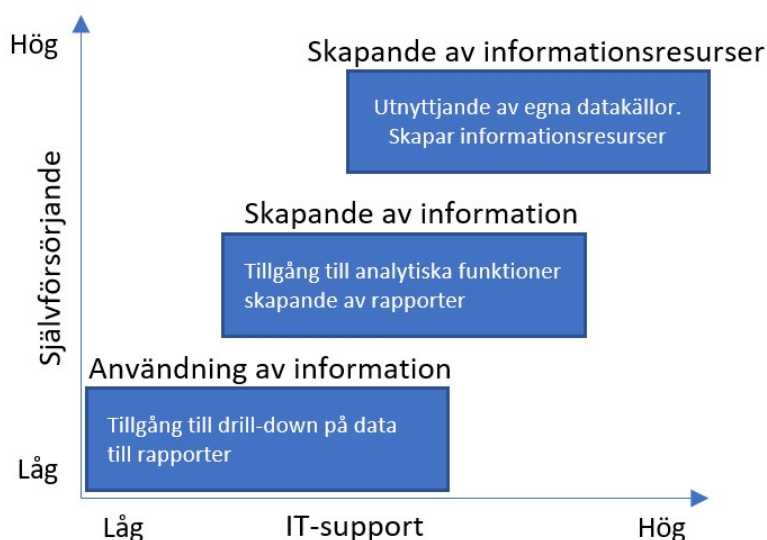 Hög
Skapande av informationsresurser
Utnyttjande av egna datakällor.
Skapar informationsresurser
Självförsörjande
Skapande av information
Tillgång till analytiska funktioner
skapande av rapporter
Användning av information
Tillgång till drill-down på data
till rapporter
Låg
Låg
IT-support
Hög